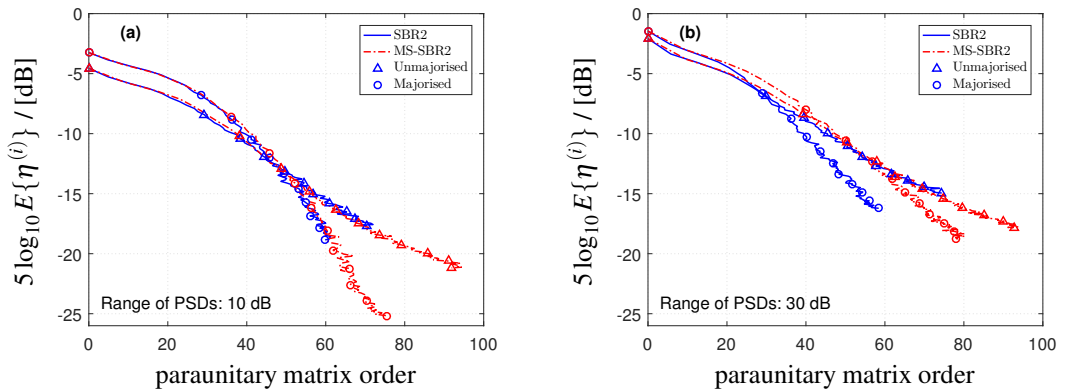 (a)
SBR2
MS-SBR2
Unmajorised
Majorised
0
-5
-10
-15
-20
-25
5 log10 E{η(i)} / [dB]
Range of PSDs: 10 dB
0 20 40 60 80 100
paraunitary matrix order
(b)
SBR2
MS-SBR2
Unmajorised
Majorised
0
-5
-10
-15
-20
-25
5 log10 E{η(i)} / [dB]
Range of PSDs: 30 dB
0 20 40 60 80 100
paraunitary matrix order